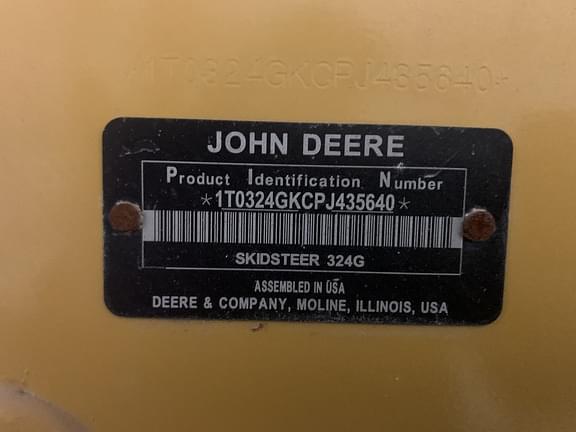 *1T0324GKCPJ435640*
JOHN DEERE
Product Identification Number
*1T0324GKCPJ435640*
SKIDSTEER 324G
ASSEMBLED IN USA
DEERE & COMPANY, MOLINE, ILLINOIS, USA